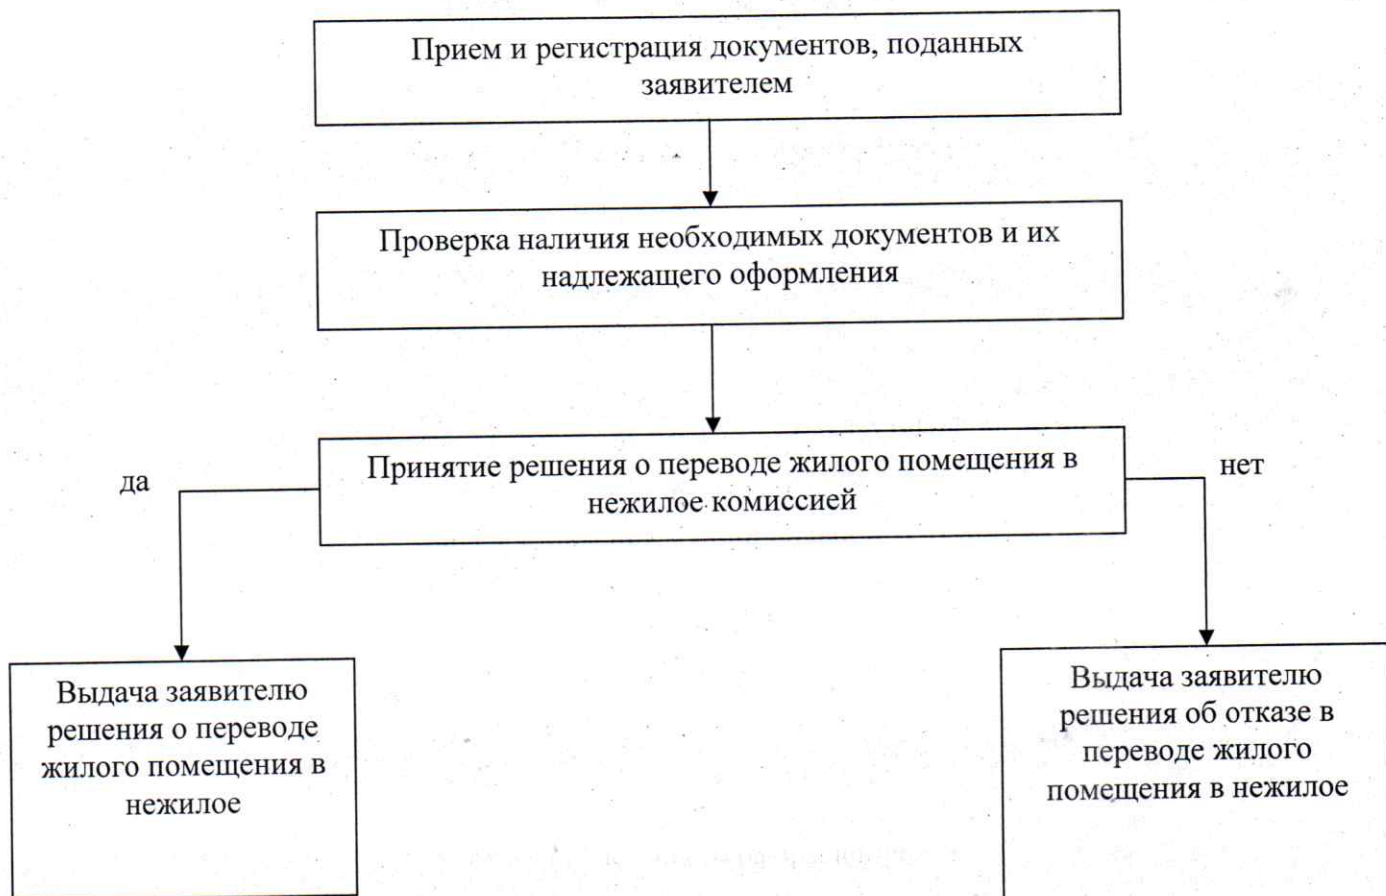 Прием и регистрация документов, поданных
заявителем
Проверка наличия необходимых документов и их
надлежащего оформления
да
Принятие решения о переводе жилого помещения в
нежилое комиссией
нет
Выдача заявителю
решения о переводе
жилого помещения в
нежилое
Выдача заявителю
решения об отказе в
переводе жилого
помещения в нежилое